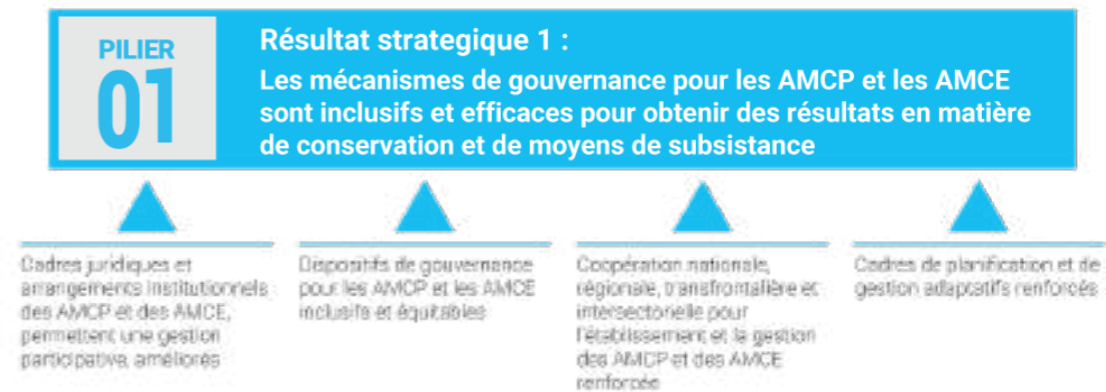 PILIER
01
Résultat strategique 1 :
Les mécanismes de gouvernance pour les AMCP et les AMCE
sont inclusifs et efficaces pour obtenir des résultats en matière
de conservation et de moyens de subsistance
Cadres juridiques et
arrangements institutionnels
des AMCP et des AMCE,
permettent une gestion
participative, améliorés
Dispositifs de gouvernance
pour les AMCP et les AMCE
inclusifs et équitables
Coopération nationale,
régionale, transfrontalière et
intersectorielle pour
l'établissement et la gestion
des AMCP et des AMCE
renforcée
Cadres de planification et de
gestion adaptatifs renforcés